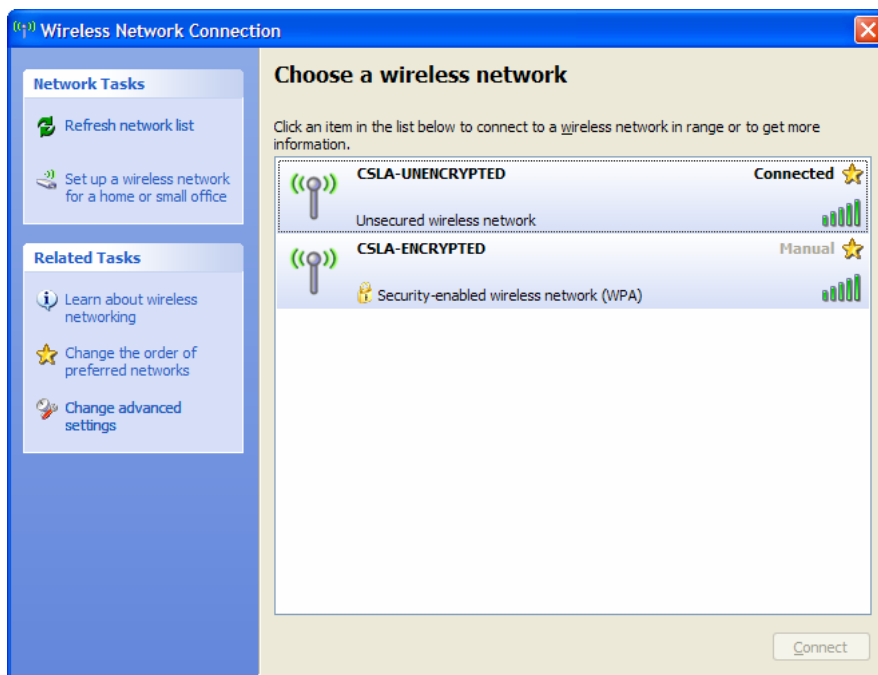 Wireless Network Connection
Network Tasks
Refresh network list
Set up a wireless network
for a home or small office
Related Tasks
Learn about wireless
networking
Change the order of
preferred networks
Change advanced
settings
Choose a wireless network
Click an item in the list below to connect to a wireless network in range or to get more
information.
CSLA-UNENCRYPTED Connected
Unsecured wireless network
CSLA-ENCRYPTED Manual
Security-enabled wireless network (WPA)
Connect